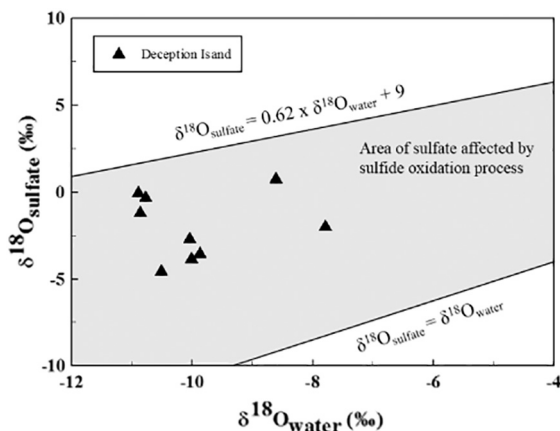 10
Deception Isand
5
δ¹⁸Osulfate = 0.62 x δ¹⁸Owater + 9
Area of sulfate affected by
sulfide oxidation process
0
δ¹⁸Osulfate (‰)
-5
δ¹⁸Osulfate = δ¹⁸Owater
-10
-12 -10 -8 -6 -4
δ¹⁸Owater (‰)